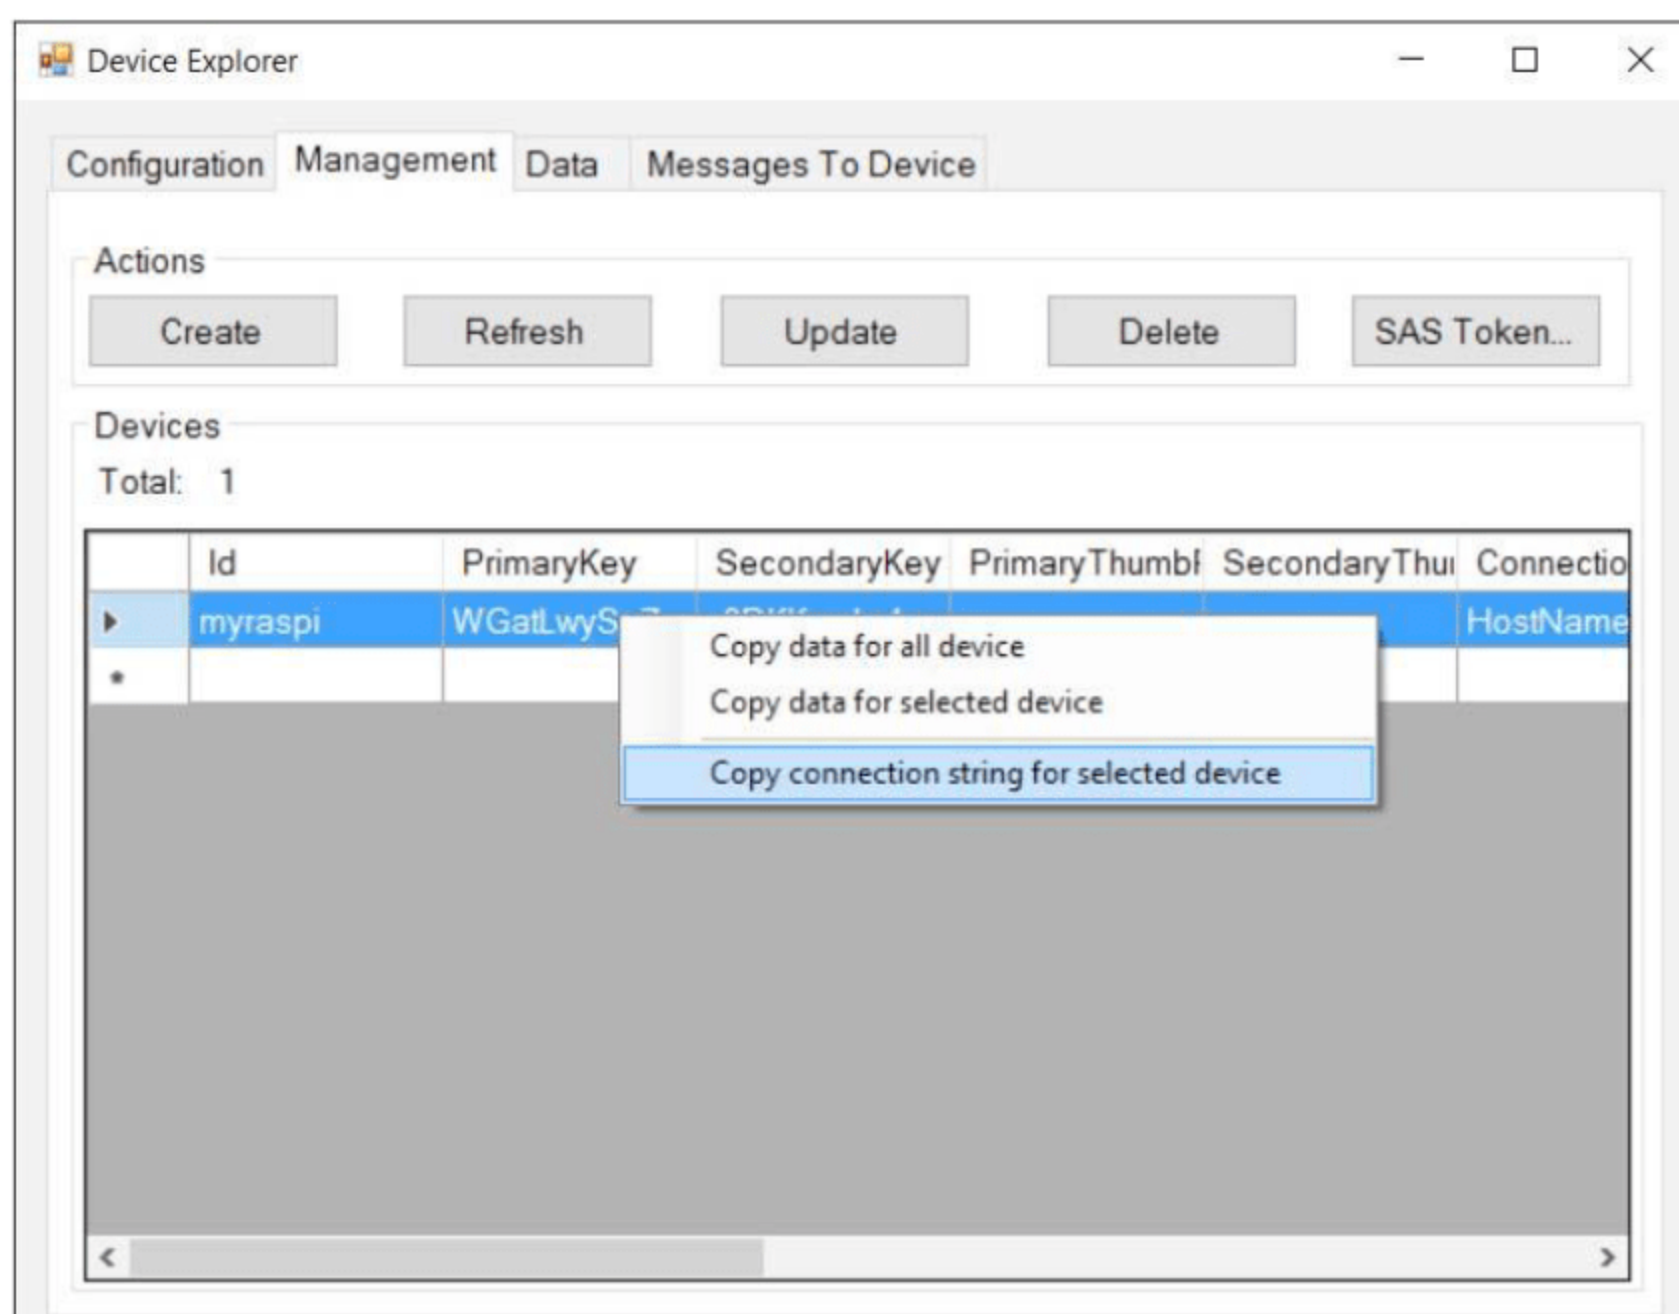 Device Explorer
Configuration Management Data Messages To Device
Actions
Create Refresh Update Delete SAS Token...
Devices
Total: 1
Id PrimaryKey SecondaryKey PrimaryThumb SecondaryThu Connectio
myraspi WGatLwyS HostName
Copy data for all device
Copy data for selected device
Copy connection string for selected device